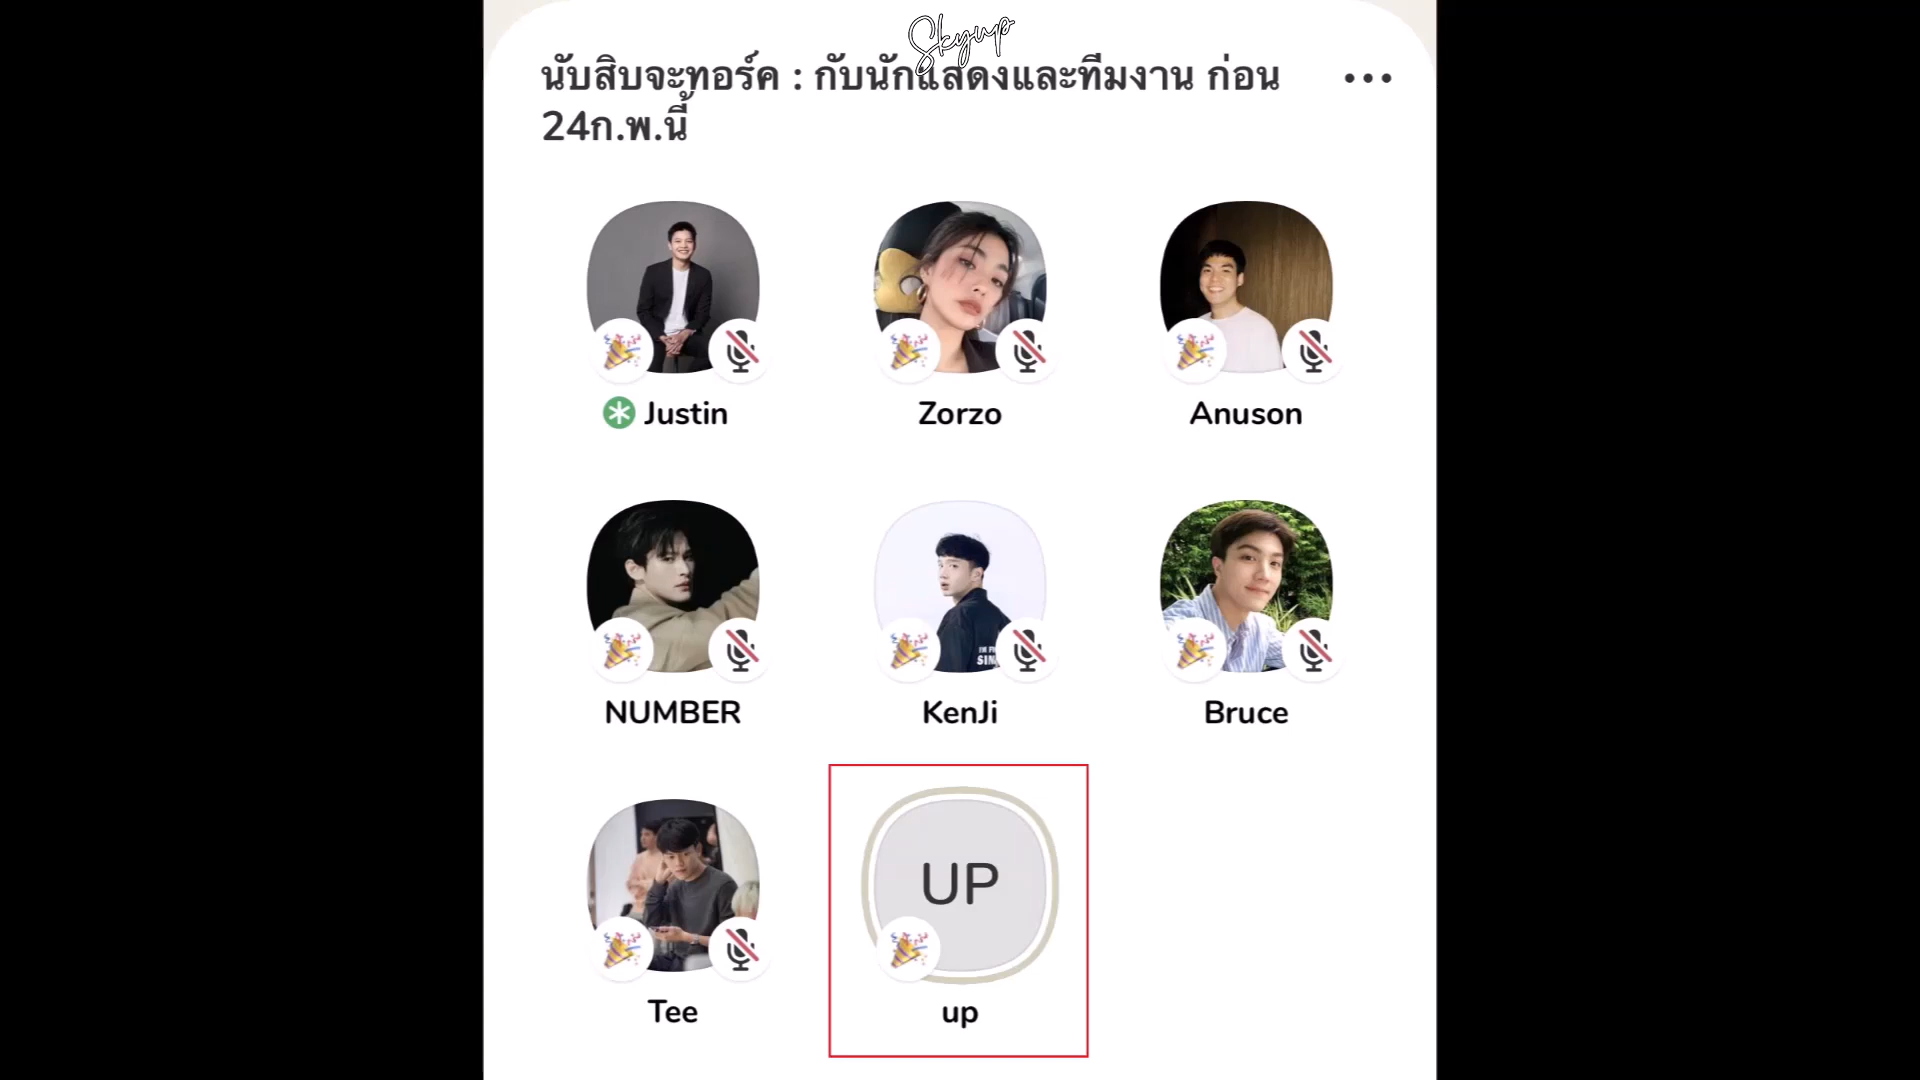 Skyup
นับสิบจะทอร์ค : กับนักแสดงและทีมงาน ก่อน
24ก.พ.นี้
Justin
Zorzo
Anuson
NUMBER
KenJi
Bruce
UP
Tee
up